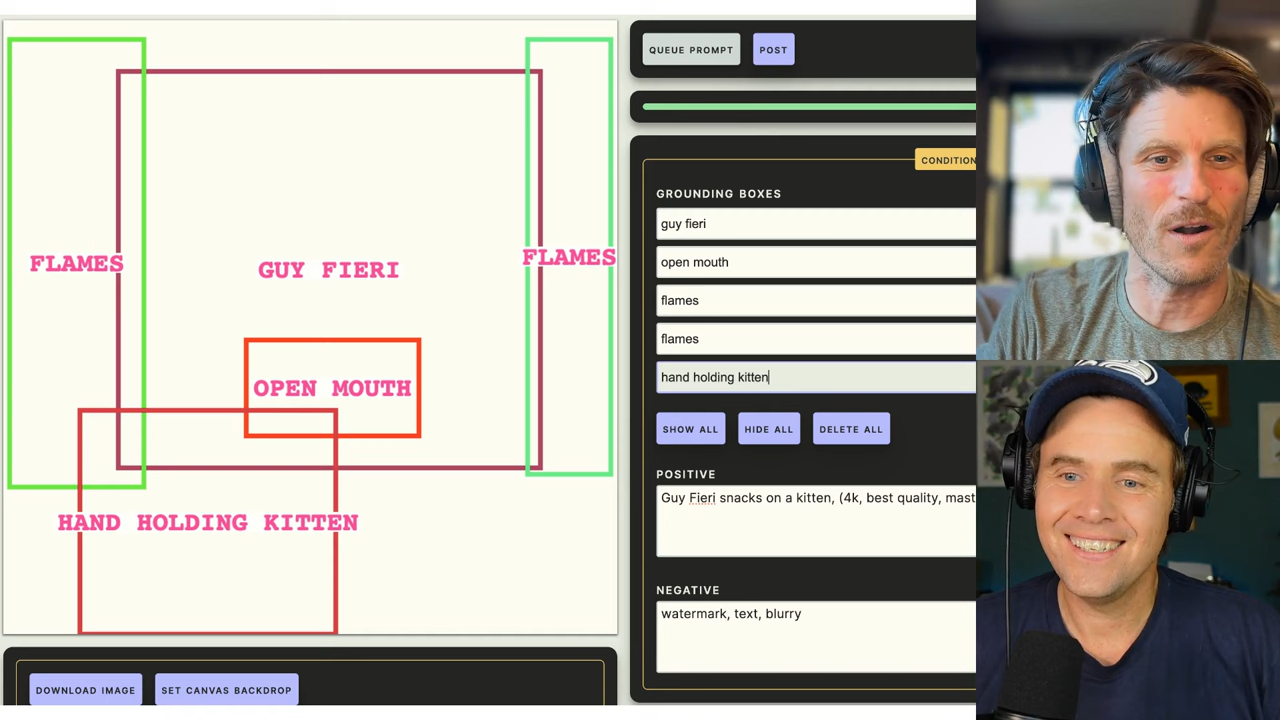 FLAMES
GUY FIERI
FLAMES
OPEN MOUTH
HAND HOLDING KITTEN
DOWNLOAD IMAGE
SET CANVAS BACKDROP
QUEUE PROMPT
POST
CONDITION
GROUNDING BOXES
guy fieri
open mouth
flames
flames
hand holding kitten
SHOW ALL
HIDE ALL
DELETE ALL
POSITIVE
Guy Fieri snacks on a kitten, (4k, best quality, mast
NEGATIVE
watermark, text, blurry